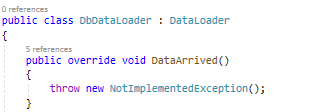 0 references
public class DbDataLoader : DataLoader
{
5 references
public override void DataArrived()
{
throw new NotImplementedException();
}